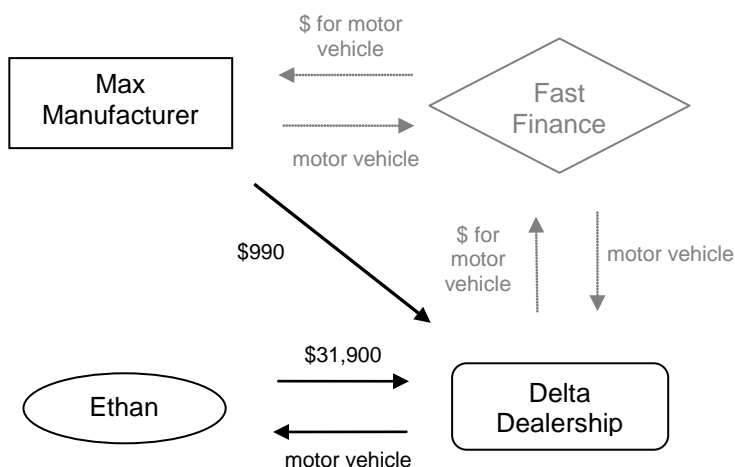 $ for motor
vehicle
Max
Manufacturer
Fast
Finance
motor vehicle
$990
$ for
motor
vehicle
motor vehicle
$31,900
Ethan
Delta
Dealership
motor vehicle